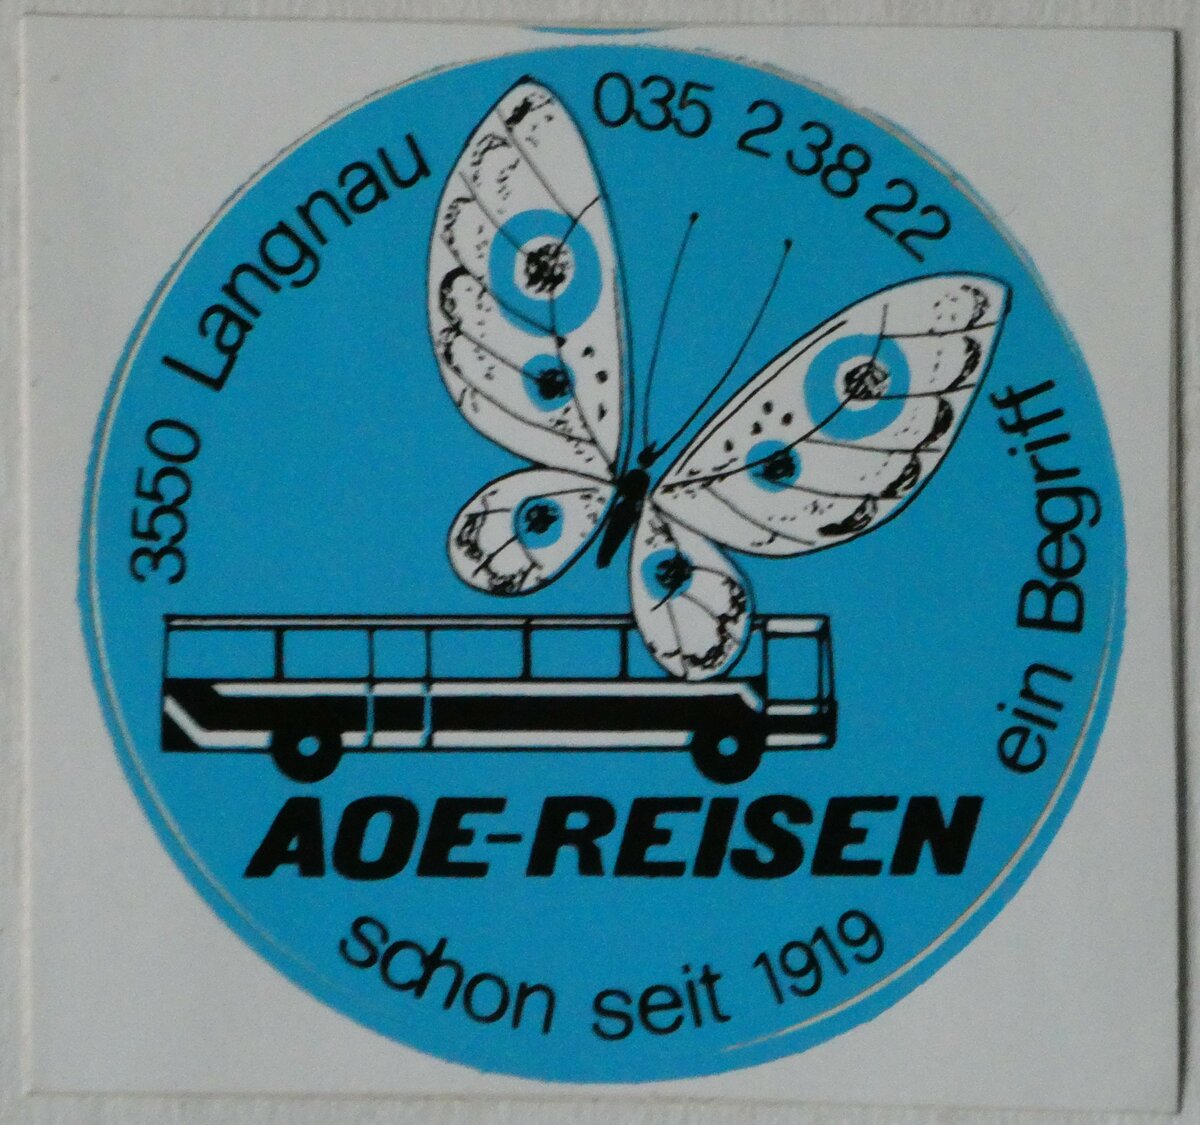 3550 Langnau
035 2 38 22
ein Begriff
AOE-REISEN
schon seit 1919